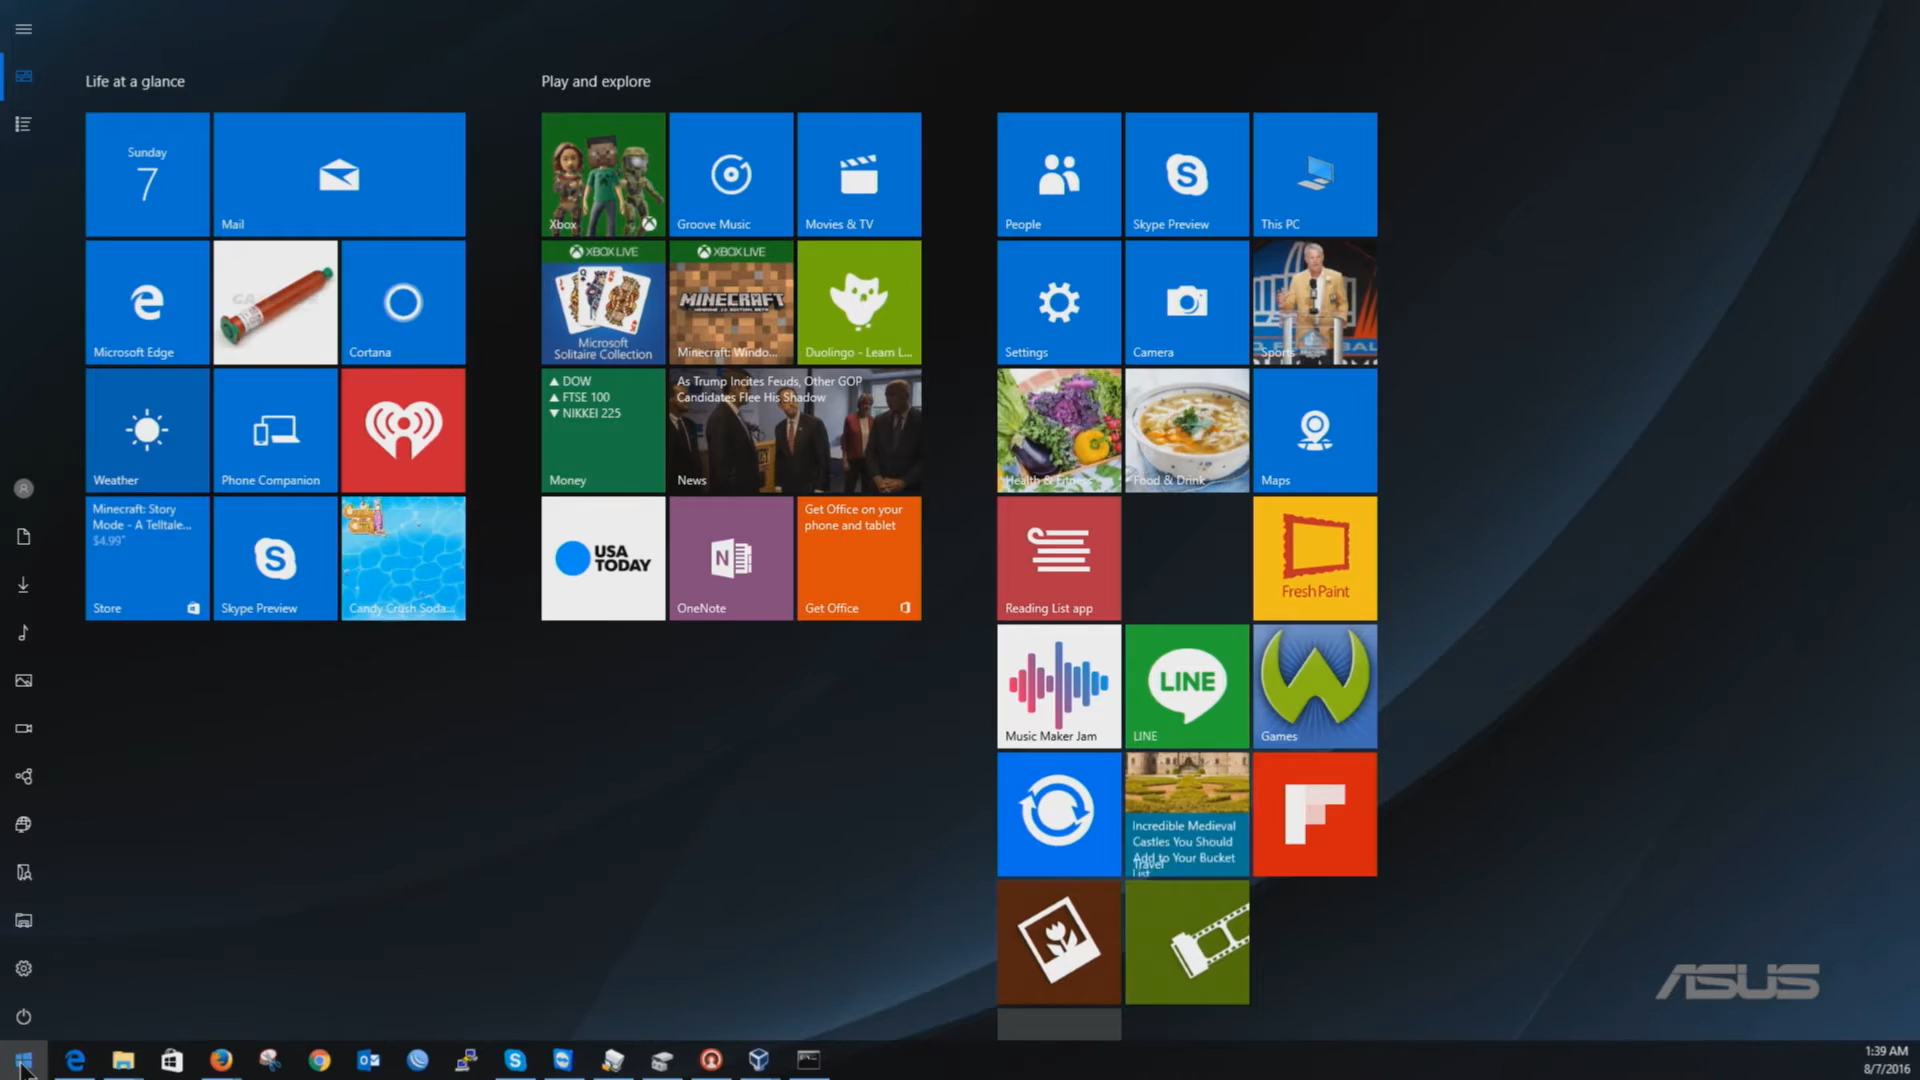 Life at a glance
Play and explore
Sunday
7
Mail
Xbox
Groove Music
Movies & TV
People
Skype Preview
This PC
Microsoft Edge
Cortana
XBOX LIVE
Microsoft
Solitaire Collection
XBOX LIVE
MINECRAFT
Minecraft: Windo...
Duolingo - Learn L...
Settings
Camera
Sports
Weather
Phone Companion
DOW
FTSE 100
NIKKEI 225
Money
As Trump Incites Feuds, Other GOP
Candidates Flee His Shadow
News
Health & Fitness
Food & Drink
Maps
Minecraft: Story
Mode - A Telltale...
$4.99*
Store
Skype Preview
Candy Crush Soda...
USA
TODAY
OneNote
Get Office on your
phone and tablet
Get Office
Reading List app
Fresh Paint
Music Maker Jam
LINE
LINE
Games
Incredible Medieval
Castles You Should
Add to Your Bucket
List
Travel
ASUS
1:39 AM
8/7/2016